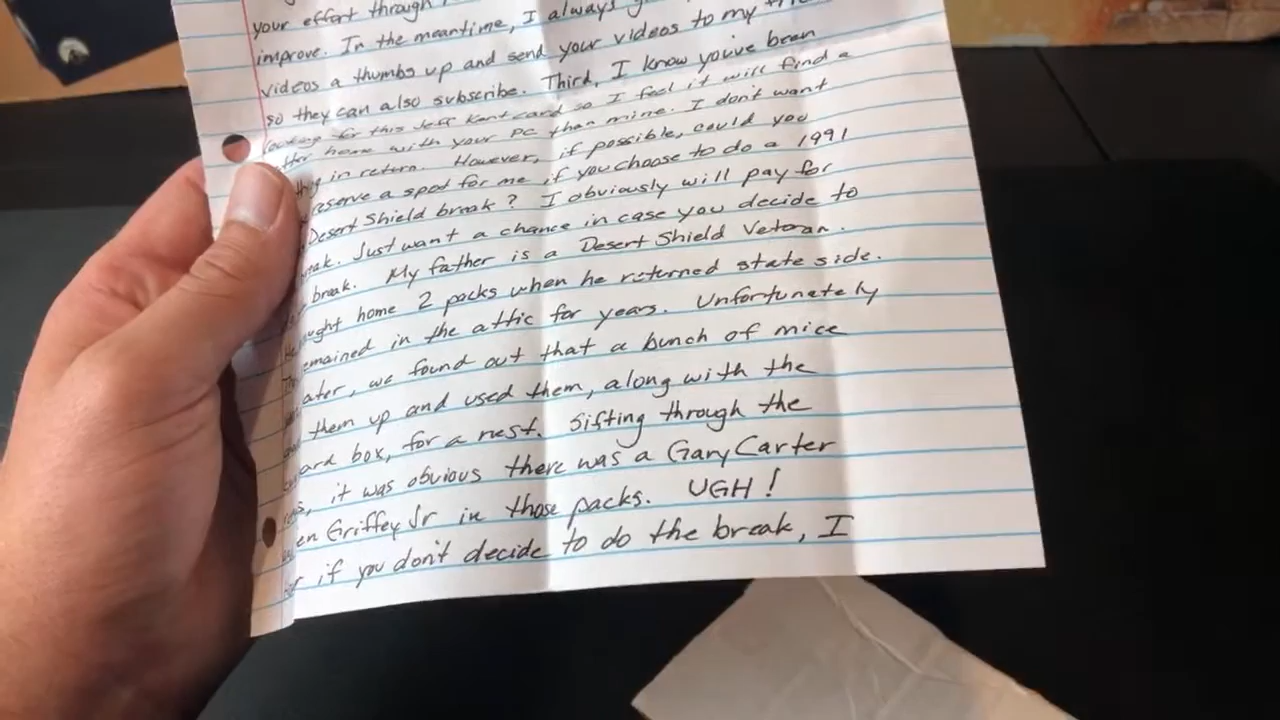 your effort through
improve. In the meantime, I always
videos a thumbs up and send your videos to my
so they can also subscribe. Third, I know you've been
looking for this Jeff Kent card so I feel it will find a
home with your PC than mine. I don't want
in return. However, if possible, could you
reserve a spot for me if you choose to do a 1991
Desert Shield break? I obviously will pay for
Just want a chance in case you decide to
break. My father is a Desert Shield Veteran.
home 2 packs when he returned state side.
in the attic for years. Unfortunately
we found out that a bunch of mice
them up and used them, along with the
box, for a nest. Sifting through the
it was obvious there was a Gary Carter
Griffey Jr in those packs. UGH!
if you don't decide to do the break, I